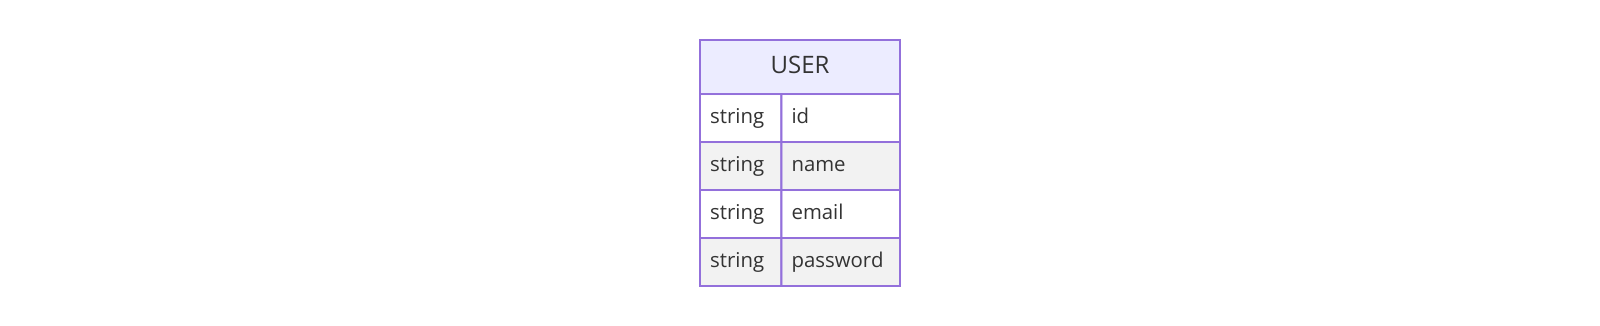 USER
string id
string name
string email
string password